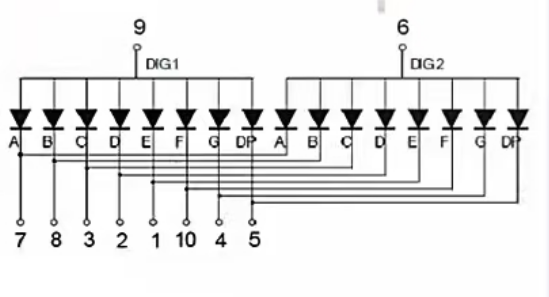 9 6
DIG1 DIG2
A B C D E F G DP A B C D E F G DP
7 8 3 2 1 10 4 5